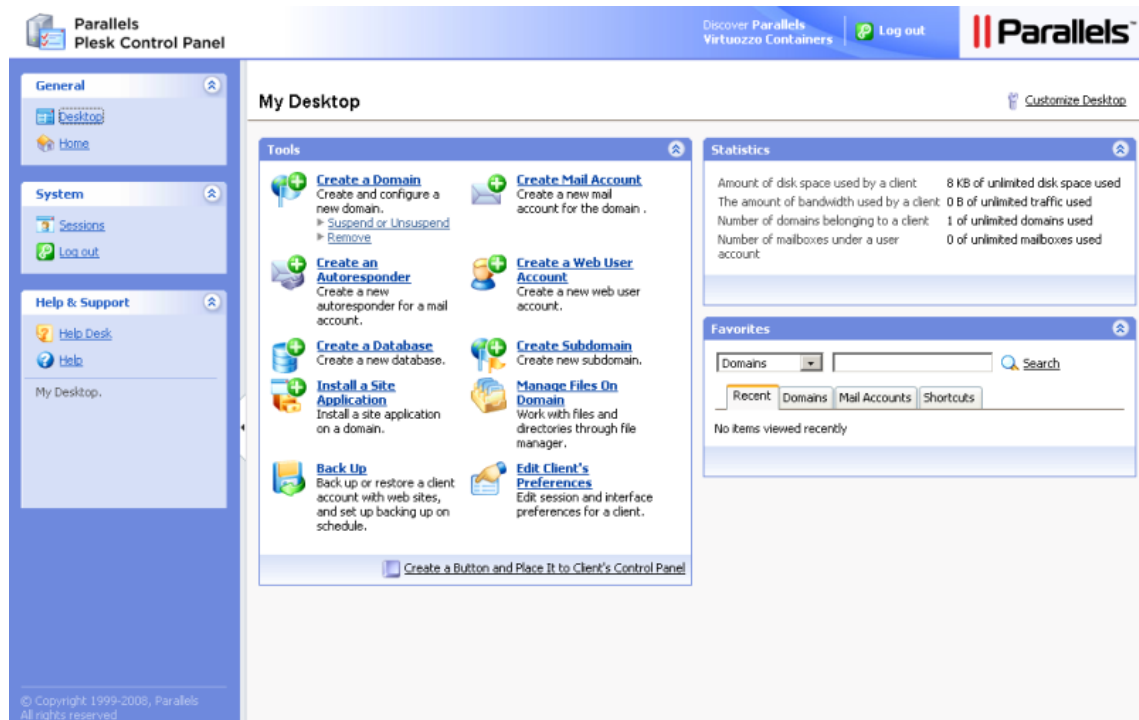 Parallels
Plesk Control Panel
Discover Parallels
Virtuozzo Containers
Log out
Parallels™
General
Desktop
Home
System
Sessions
Log out
Help & Support
Help Desk
Help
My Desktop.
© Copyright 1999-2008, Parallels
All rights reserved
My Desktop
Customize Desktop
Tools
Create a Domain
Create and configure a
new domain.
Suspend or Unsuspend
Remove
Create Mail Account
Create a new mail
account for the domain .
Create an
Autoresponder
Create a new
autoresponder for a mail
account.
Create a Web User
Account
Create a new web user
account.
Create a Database
Create a new database.
Create Subdomain
Create new subdomain.
Install a Site
Application
Install a site application
on a domain.
Manage Files On
Domain
Work with files and
directories through file
manager.
Back Up
Back up or restore a client
account with web sites,
and set up backing up on
schedule.
Edit Client's
Preferences
Edit session and interface
preferences for a client.
Create a Button and Place It to Client's Control Panel
Statistics
Amount of disk space used by a client 8 KB of unlimited disk space used
The amount of bandwidth used by a client 0 B of unlimited traffic used
Number of domains belonging to a client 1 of unlimited domains used
Number of mailboxes under a user 0 of unlimited mailboxes used
account
Favorites
Domains Search
Recent Domains Mail Accounts Shortcuts
No items viewed recently